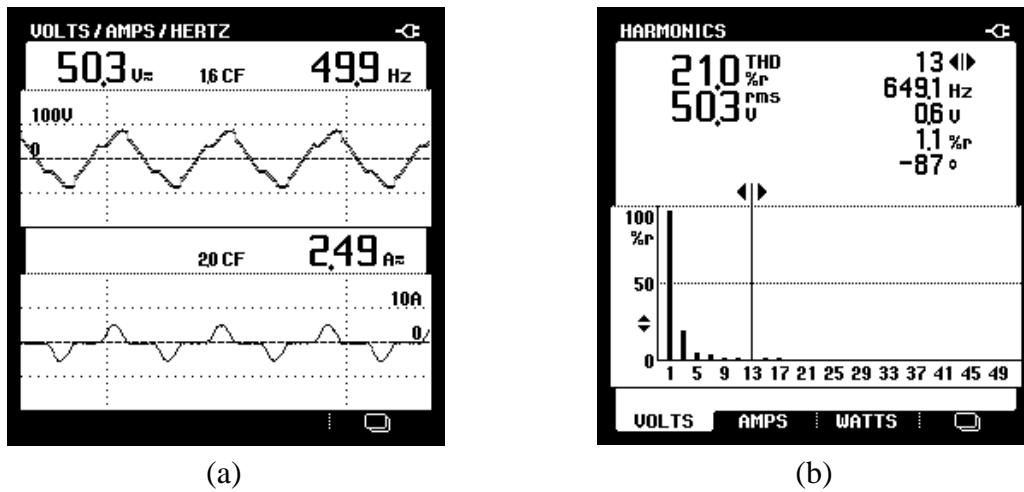 VOLTS/AMPS/HERTZ
50,3 V≂ 1,6 CF 49,9 Hz
100V
0
2,0 CF 2,49 A≂
10A
0
(a)
HARMONICS
21,0 THD %r
50,3 rms V
13
649,1 Hz
0,6 V
1,1 %r
-87 °
100
%r
50
0
1 5 9 13 17 21 25 29 33 37 41 45 49
VOLTS AMPS WATTS
(b)